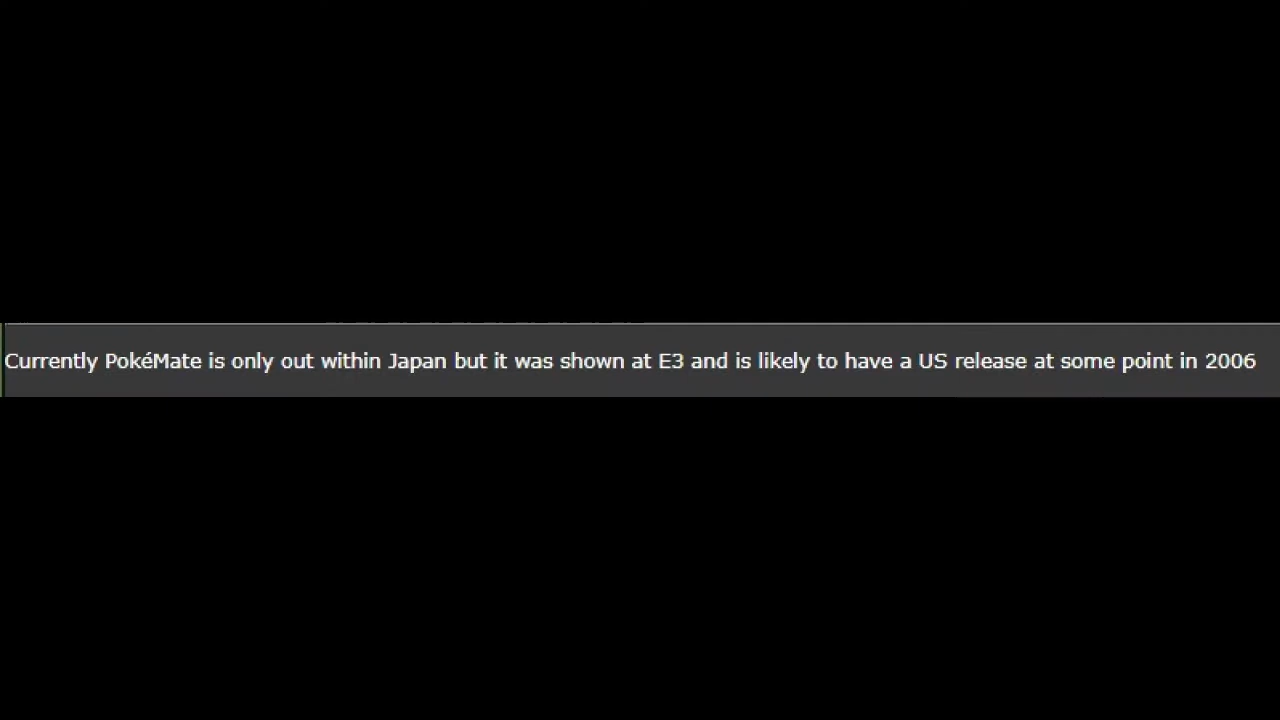 Currently PokéMate is only out within Japan but it was shown at E3 and is likely to have a US release at some point in 2006